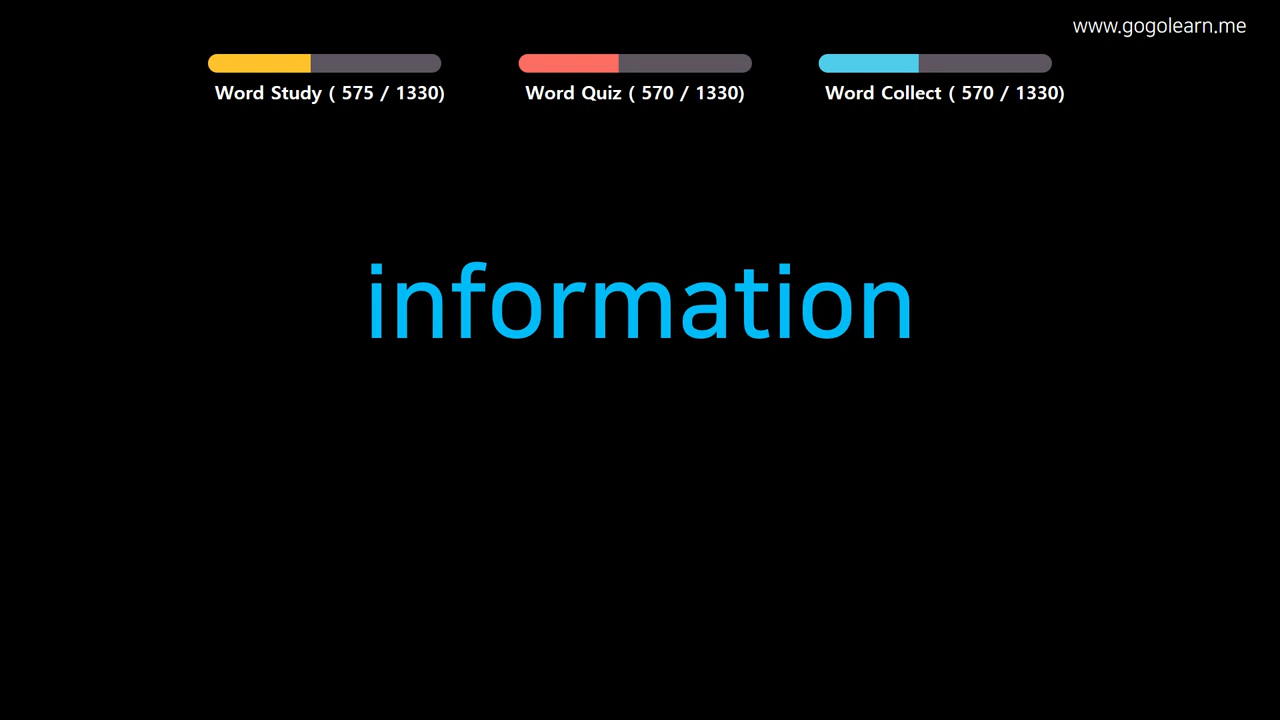 www.gogolearn.me
Word Study ( 575 / 1330)
Word Quiz ( 570 / 1330)
Word Collect ( 570 / 1330)
information